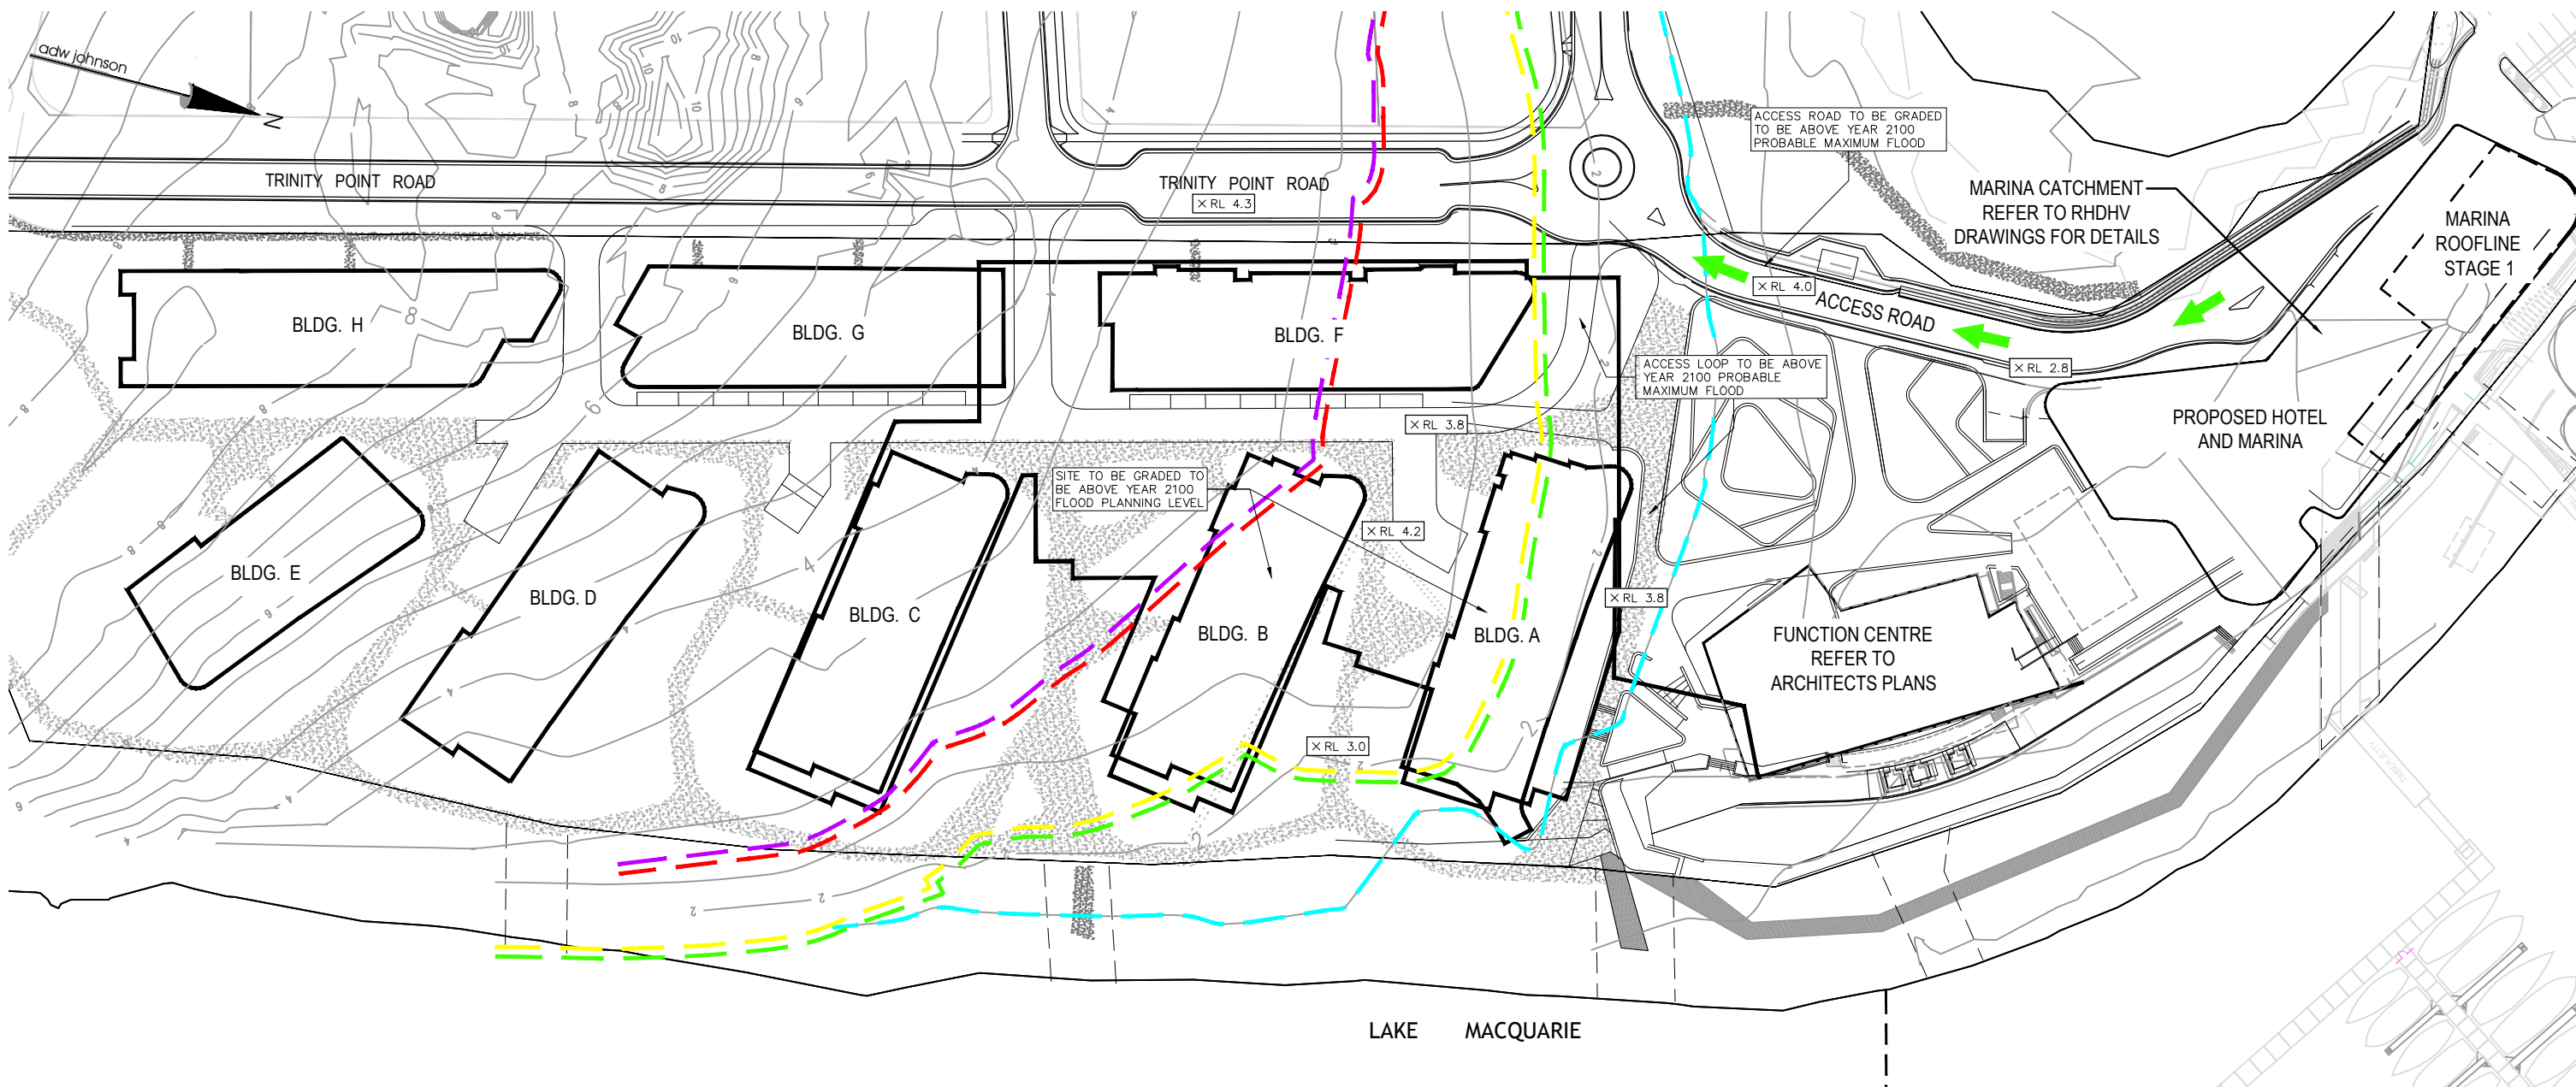 adw johnson
N
TRINITY POINT ROAD
TRINITY POINT ROAD
× RL 4.3
ACCESS ROAD TO BE GRADED
TO BE ABOVE YEAR 2100
PROBABLE MAXIMUM FLOOD
MARINA CATCHMENT
REFER TO RHDHV
DRAWINGS FOR DETAILS
MARINA
ROOFLINE
STAGE 1
× RL 4.0
ACCESS ROAD
× RL 2.8
BLDG. H
BLDG. G
BLDG. F
ACCESS LOOP TO BE ABOVE
YEAR 2100 PROBABLE
MAXIMUM FLOOD
PROPOSED HOTEL
AND MARINA
× RL 3.8
SITE TO BE GRADED TO
BE ABOVE YEAR 2100
FLOOD PLANNING LEVEL
× RL 4.2
BLDG. E
BLDG. D
BLDG. C
BLDG. B
BLDG. A
× RL 3.8
FUNCTION CENTRE
REFER TO
ARCHITECTS PLANS
× RL 3.0
LAKE MACQUARIE